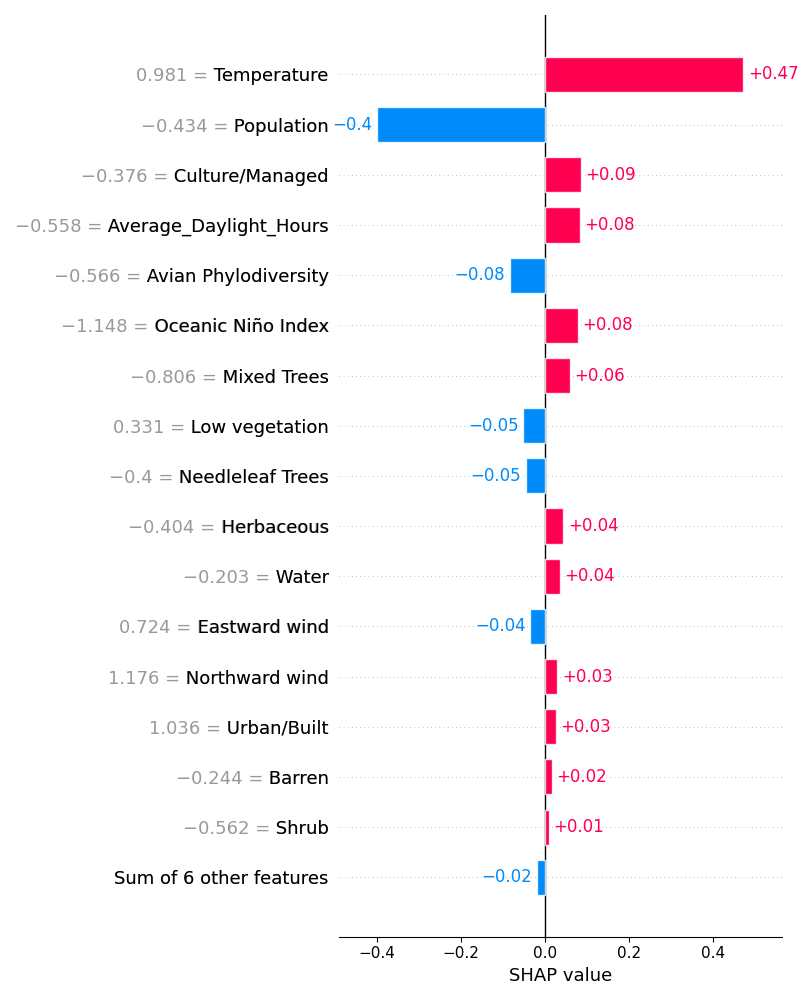 0.981 = Temperature +0.47
−0.434 = Population −0.4
−0.376 = Culture/Managed +0.09
−0.558 = Average_Daylight_Hours +0.08
−0.566 = Avian Phylodiversity −0.08
−1.148 = Oceanic Niño Index +0.08
−0.806 = Mixed Trees +0.06
0.331 = Low vegetation −0.05
−0.4 = Needleleaf Trees −0.05
−0.404 = Herbaceous +0.04
−0.203 = Water +0.04
0.724 = Eastward wind −0.04
1.176 = Northward wind +0.03
1.036 = Urban/Built +0.03
−0.244 = Barren +0.02
−0.562 = Shrub +0.01
Sum of 6 other features −0.02
−0.4 −0.2 0.0 0.2 0.4
SHAP value